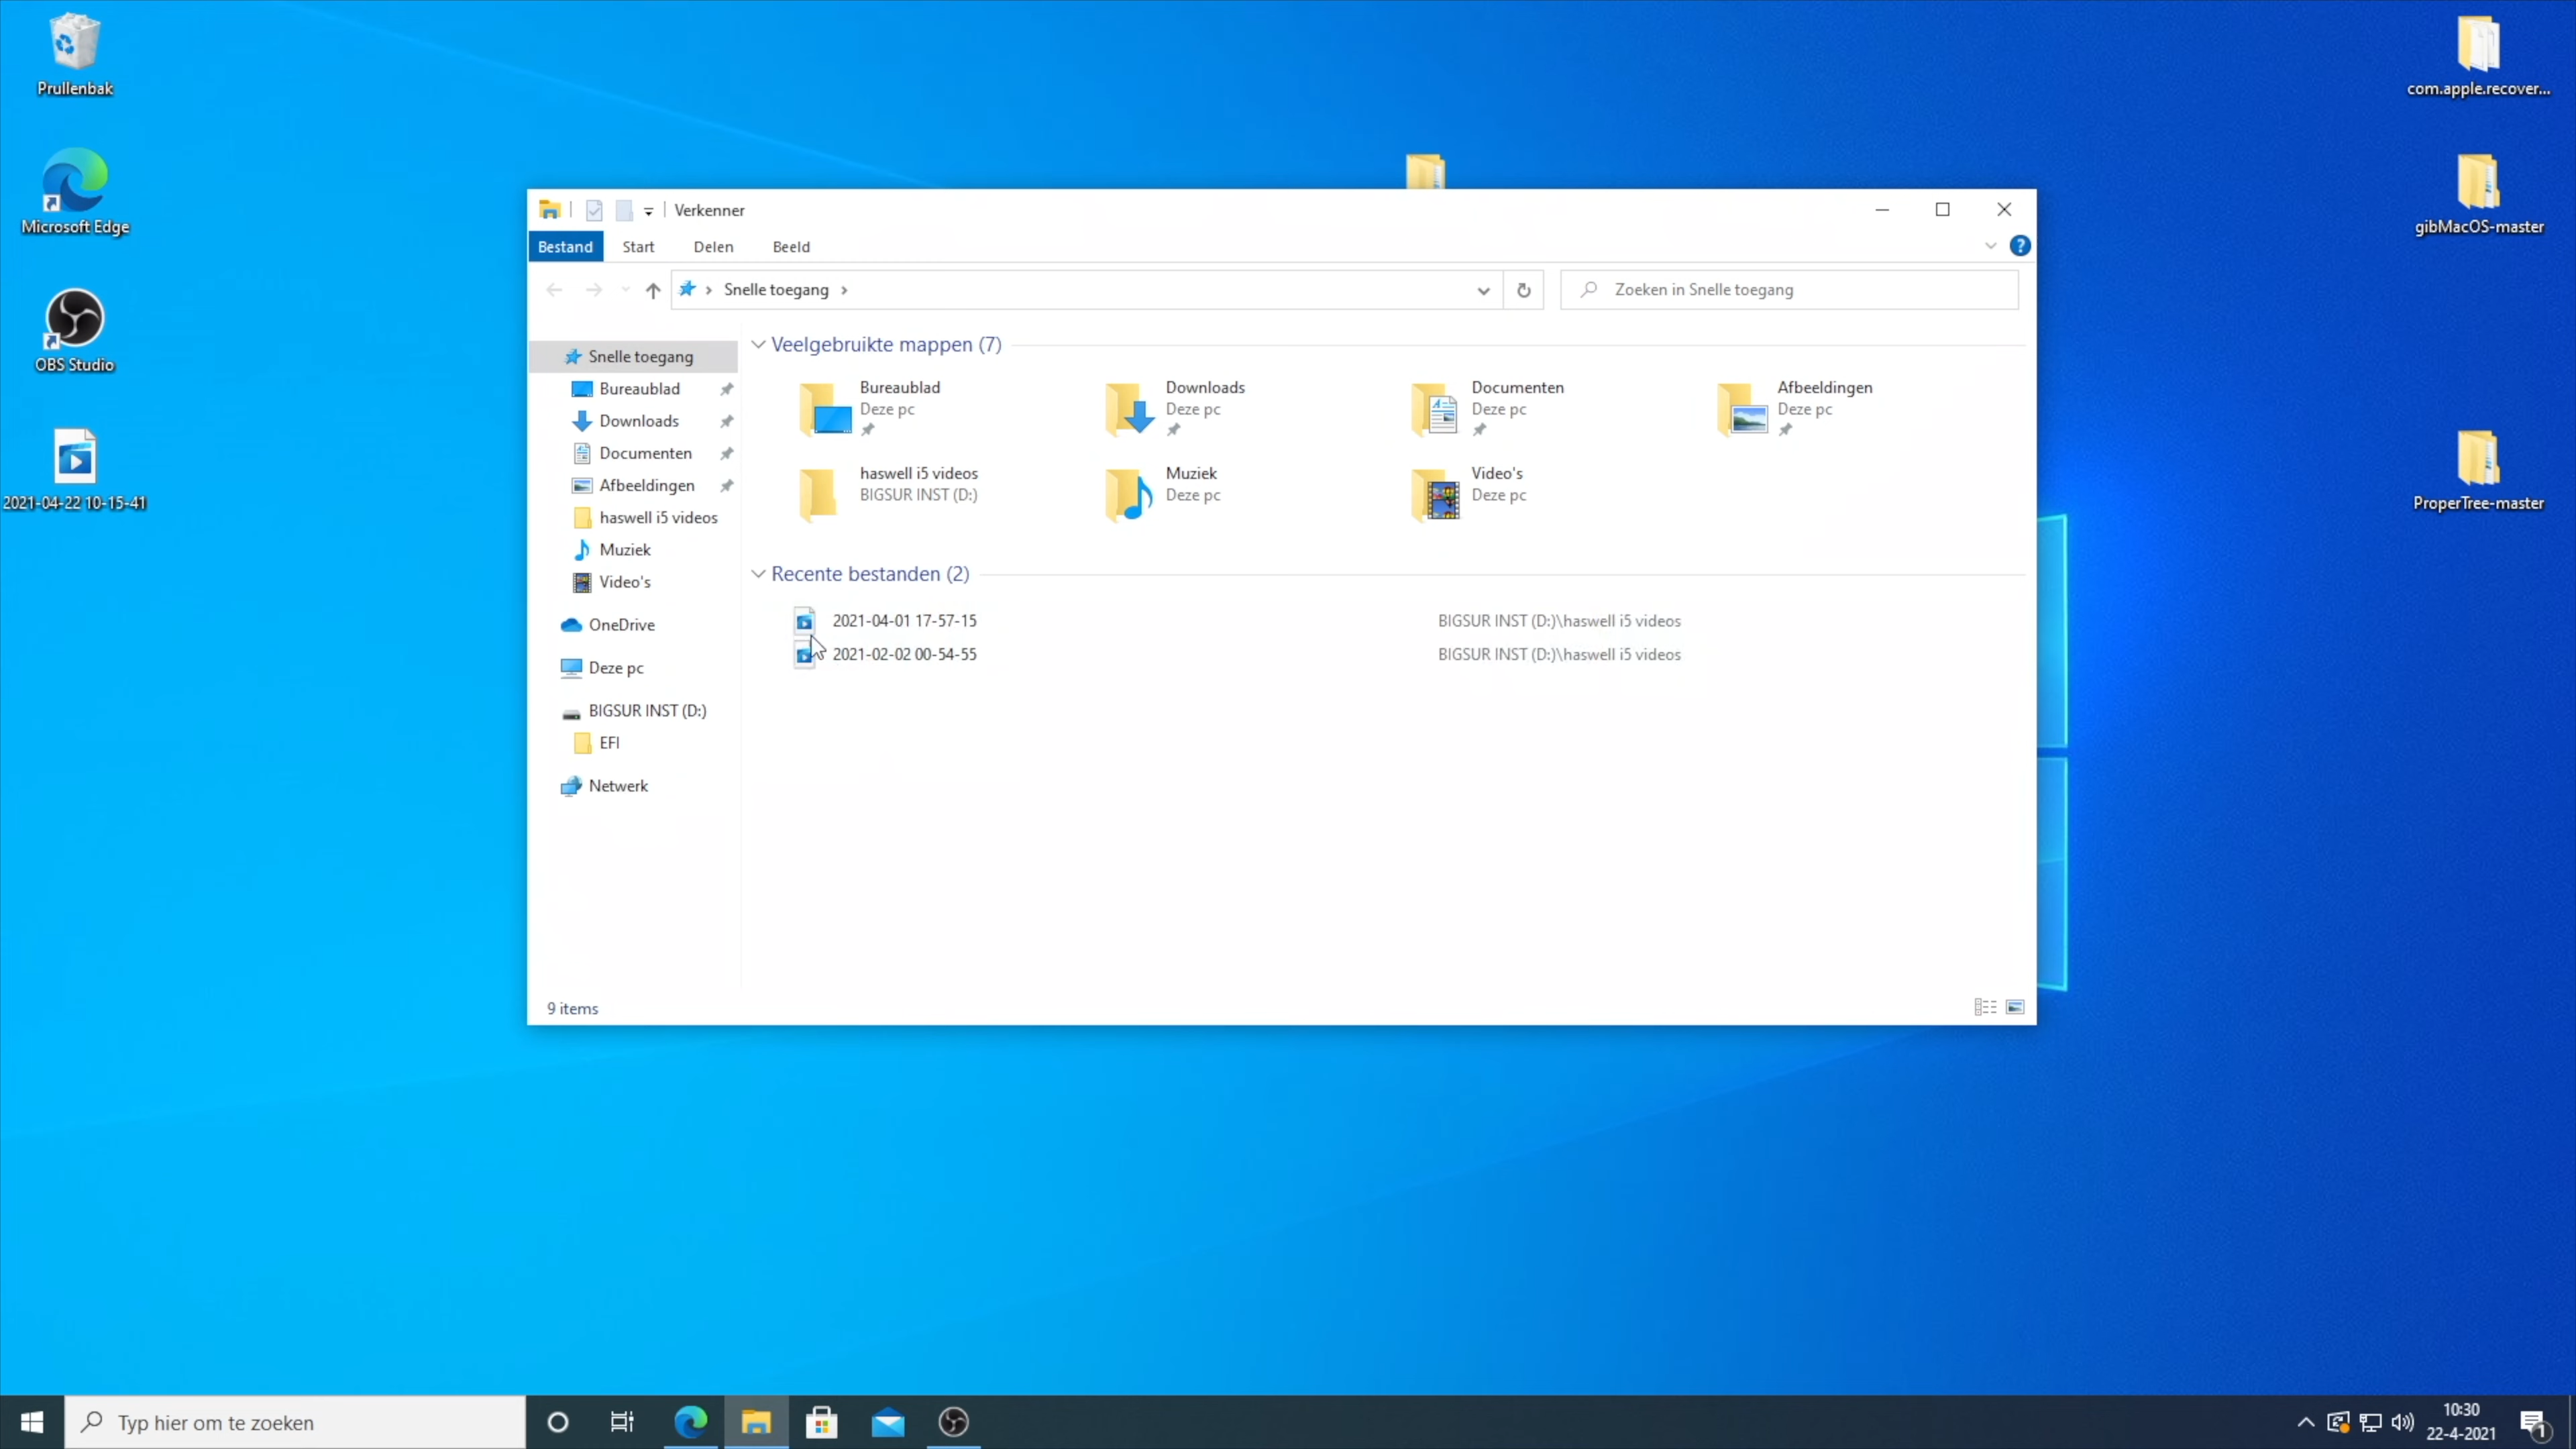 Prullenbak
Microsoft Edge
OBS Studio
2021-04-22 10-15-41
com.apple.recover...
gibMacOS-master
ProperTree-master
Verkenner
Bestand Start Delen Beeld
Snelle toegang
Zoeken in Snelle toegang
Snelle toegang
Bureaublad
Downloads
Documenten
Afbeeldingen
haswell i5 videos
Muziek
Video's
OneDrive
Deze pc
BIGSUR INST (D:)
EFI
Netwerk
Veelgebruikte mappen (7)
Bureaublad
Deze pc
Downloads
Deze pc
Documenten
Deze pc
Afbeeldingen
Deze pc
haswell i5 videos
BIGSUR INST (D:)
Muziek
Deze pc
Video's
Deze pc
Recente bestanden (2)
2021-04-01 17-57-15 BIGSUR INST (D:)\haswell i5 videos
2021-02-02 00-54-55 BIGSUR INST (D:)\haswell i5 videos
9 items
Typ hier om te zoeken
10:30
22-4-2021
1